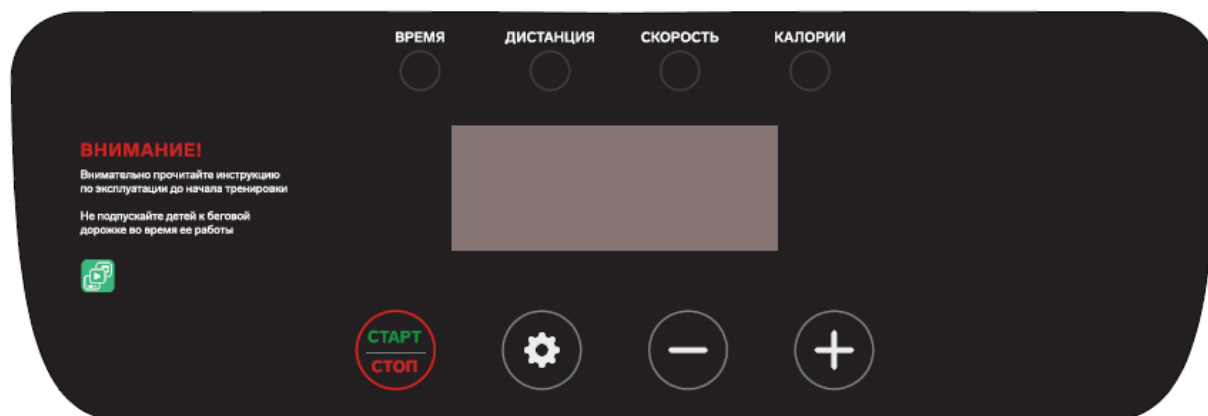 ВРЕМЯ ДИСТАНЦИЯ СКОРОСТЬ КАЛОРИИ
ВНИМАНИЕ!
Внимательно прочитайте инструкцию
по эксплуатации до начала тренировки
Не подпускайте детей к беговой
дорожке во время ее работы
СТАРТ
СТОП